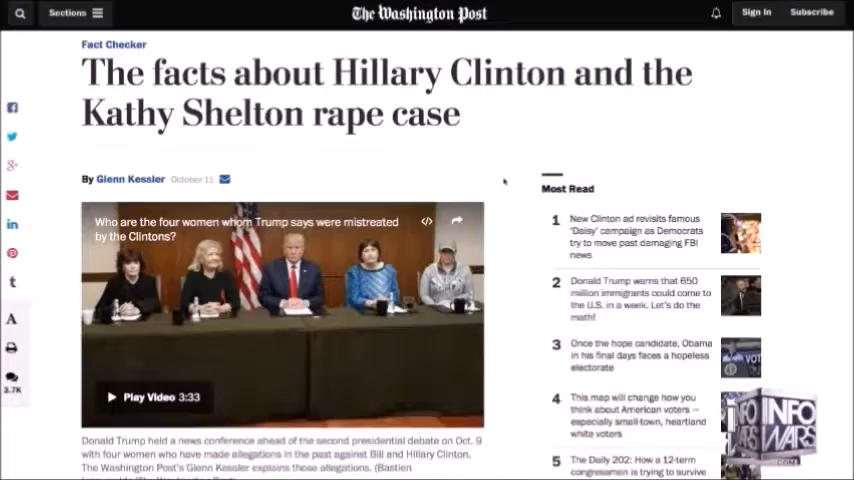 Sections
The Washington Post
Sign In
Subscribe
Fact Checker
The facts about Hillary Clinton and the
Kathy Shelton rape case
By Glenn Kessler October 11
Who are the four women whom Trump says were mistreated
by the Clintons?
Play Video 3:33
Donald Trump held a news conference ahead of the second presidential debate on Oct. 9
with four women who have made allegations in the past against Bill and Hillary Clinton.
The Washington Post's Glenn Kessler explains those allegations. (Bastien
3.7K
Most Read
1 New Clinton ad revisits famous
'Daisy' campaign as Democrats
try to move past damaging FBI
news
2 Donald Trump warns that 650
million immigrants could come to
the U.S. in a week. Let's do the
math!
3 Once the hope candidate, Obama
in his final days faces a hopeless
electorate
4 This map will change how you
think about American voters —
especially small-town, heartland
white voters
5 The Daily 202: How a 12-term
congressman is trying to survive
VOT
INFO
WARS
.COM